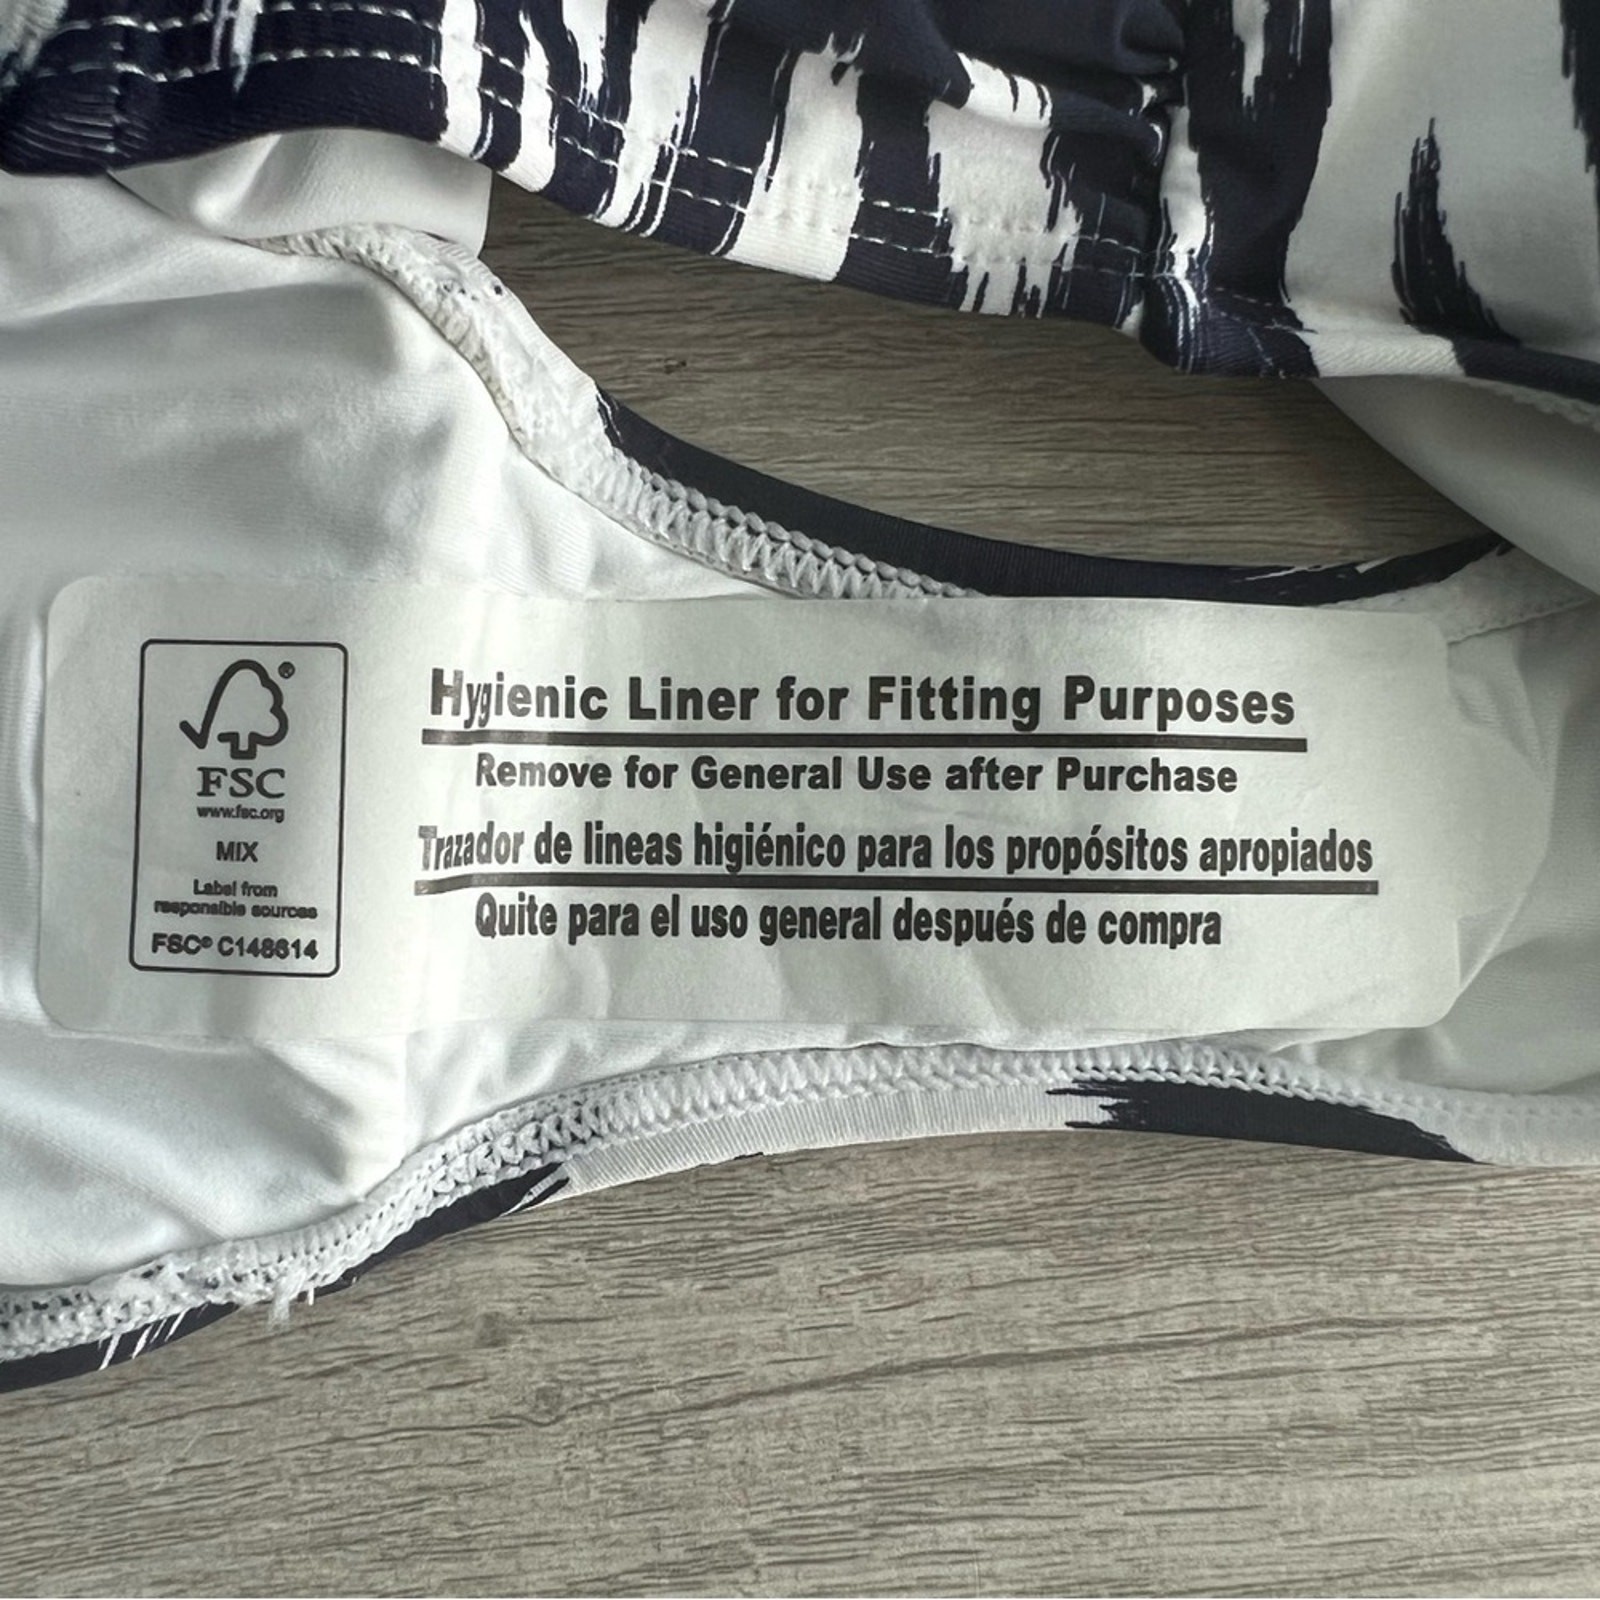 ®
FSC
www.fsc.org
MIX
Label from
responsible sources
FSC® C148614
Hygienic Liner for Fitting Purposes
Remove for General Use after Purchase
Trazador de lineas higiénico para los propósitos apropiados
Quite para el uso general después de compra